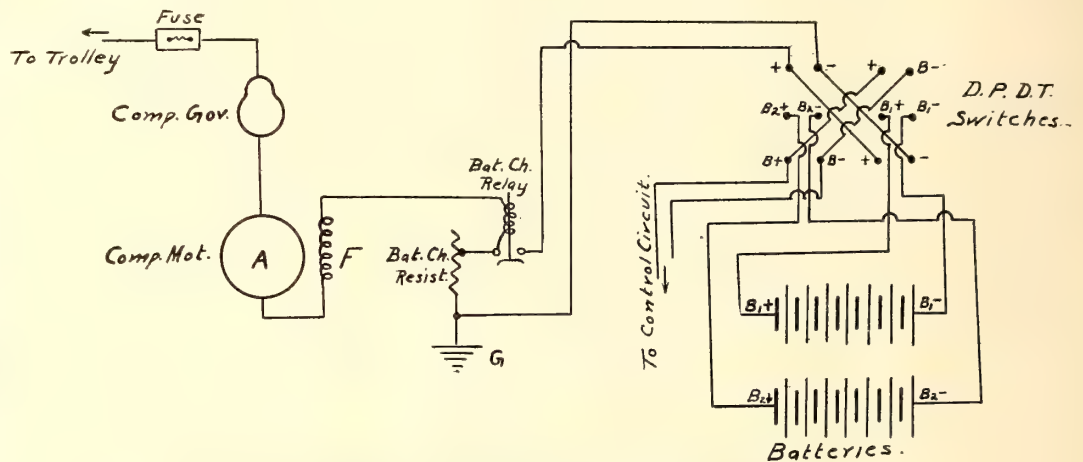 Fuse
To Trolley
Comp. Gov.
Comp. Mot.
A
F
Bat. Ch.
Relay
Bat. Ch.
Resist.
G
+ - + B-
D.P.D.T.
Switches
B2+ B2- B1+ B1-
B+ B- + -
To Control Circuit.
B1+ B1-
B2+ B2-
Batteries.